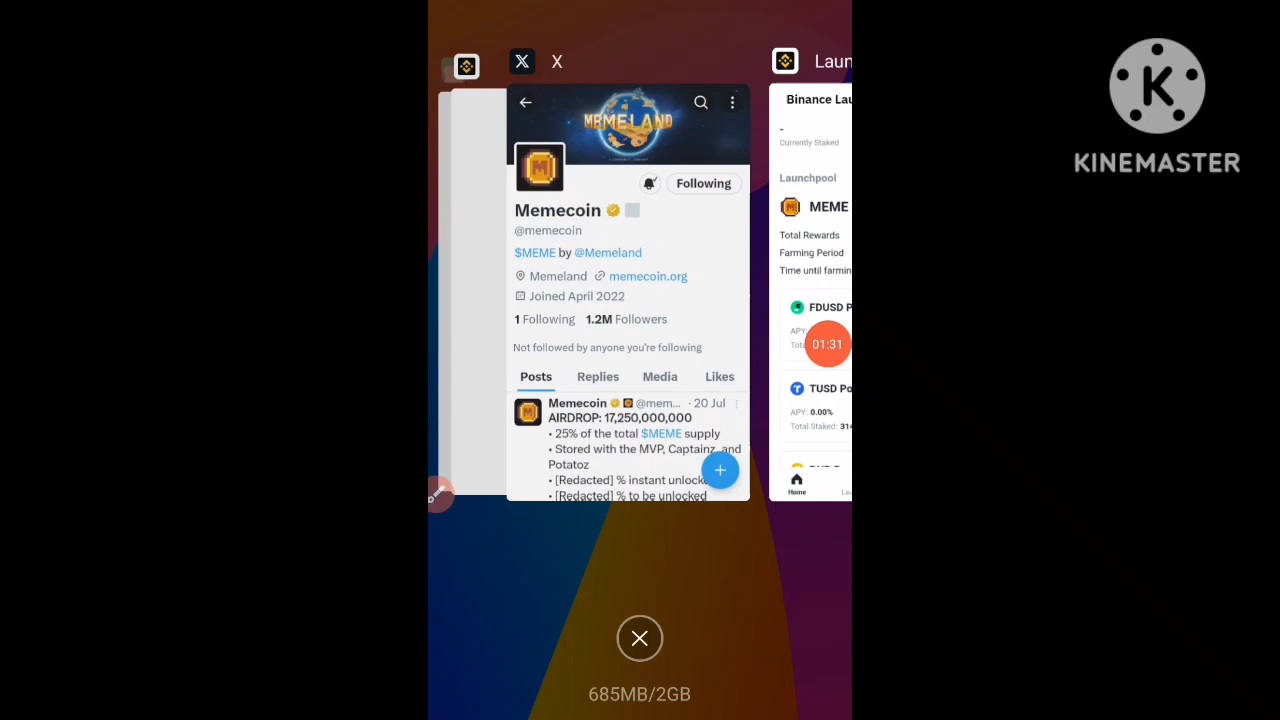 X
Laun
MEMELAND
Following
Memecoin
@memecoin
$MEME by @Memeland
Memeland memecoin.org
Joined April 2022
1 Following 1.2M Followers
Not followed by anyone you're following
Posts Replies Media Likes
Memecoin @mem... · 20 Jul
AIRDROP: 17,250,000,000
• 25% of the total $MEME supply
• Stored with the MVP, Captainz, and
Potatoz
• [Redacted] % instant unlock
• [Redacted] % to be unlocked
Binance Lau
-
Currently Staked
Launchpool
MEME
Total Rewards
Farming Period
Time until farmin
FDUSD P
APY:
01:31
TUSD Po
APY: 0.00%
Total Staked: 314
Home
685MB/2GB
K
KINEMASTER